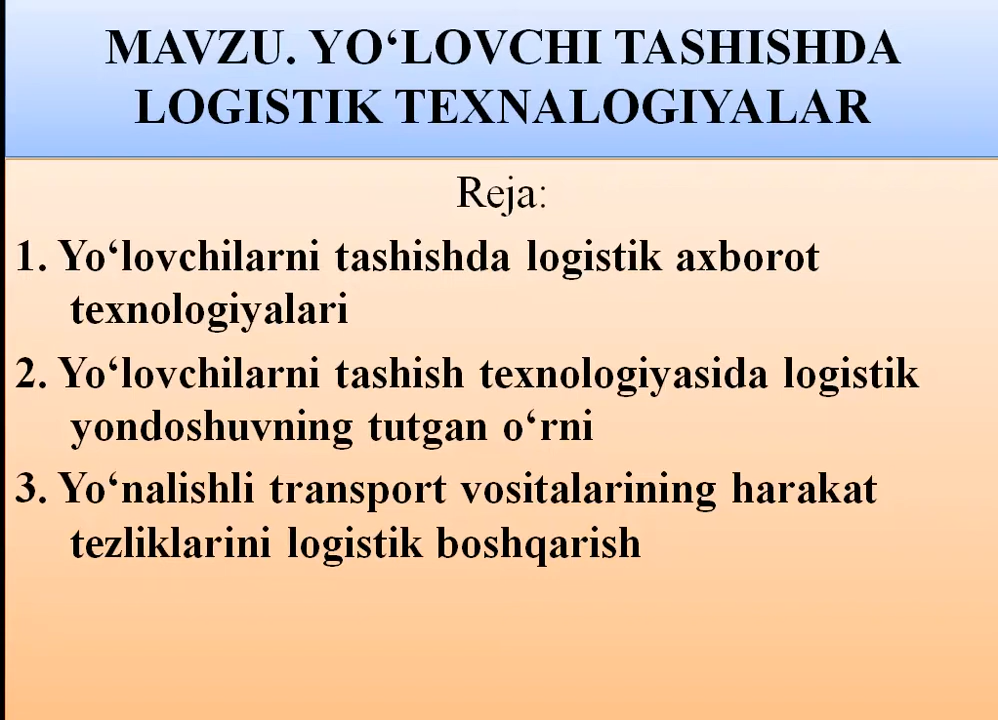 MAVZU. YO‘LOVCHI TASHISHDA
LOGISTIK TEXNALOGIYALAR
Reja:
1. Yo‘lovchilarni tashishda logistik axborot
texnologiyalari
2. Yo‘lovchilarni tashish texnologiyasida logistik
yondoshuvning tutgan o‘rni
3. Yo‘nalishli transport vositalarining harakat
tezliklarini logistik boshqarish